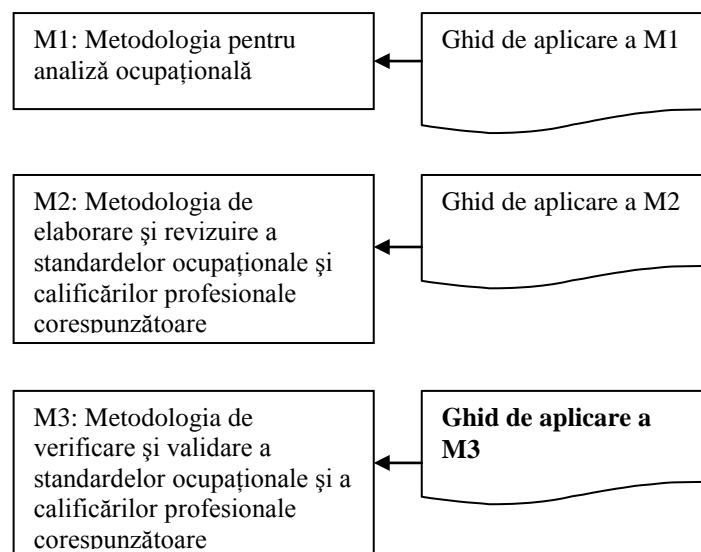 M1: Metodologia pentru
analiză ocupațională
Ghid de aplicare a M1
M2: Metodologia de
elaborare şi revizuire a
standardelor ocupaționale şi
calificărilor profesionale
corespunzătoare
Ghid de aplicare a M2
M3: Metodologia de
verificare şi validare a
standardelor ocupaționale şi a
calificărilor profesionale
corespunzătoare
Ghid de aplicare a
M3